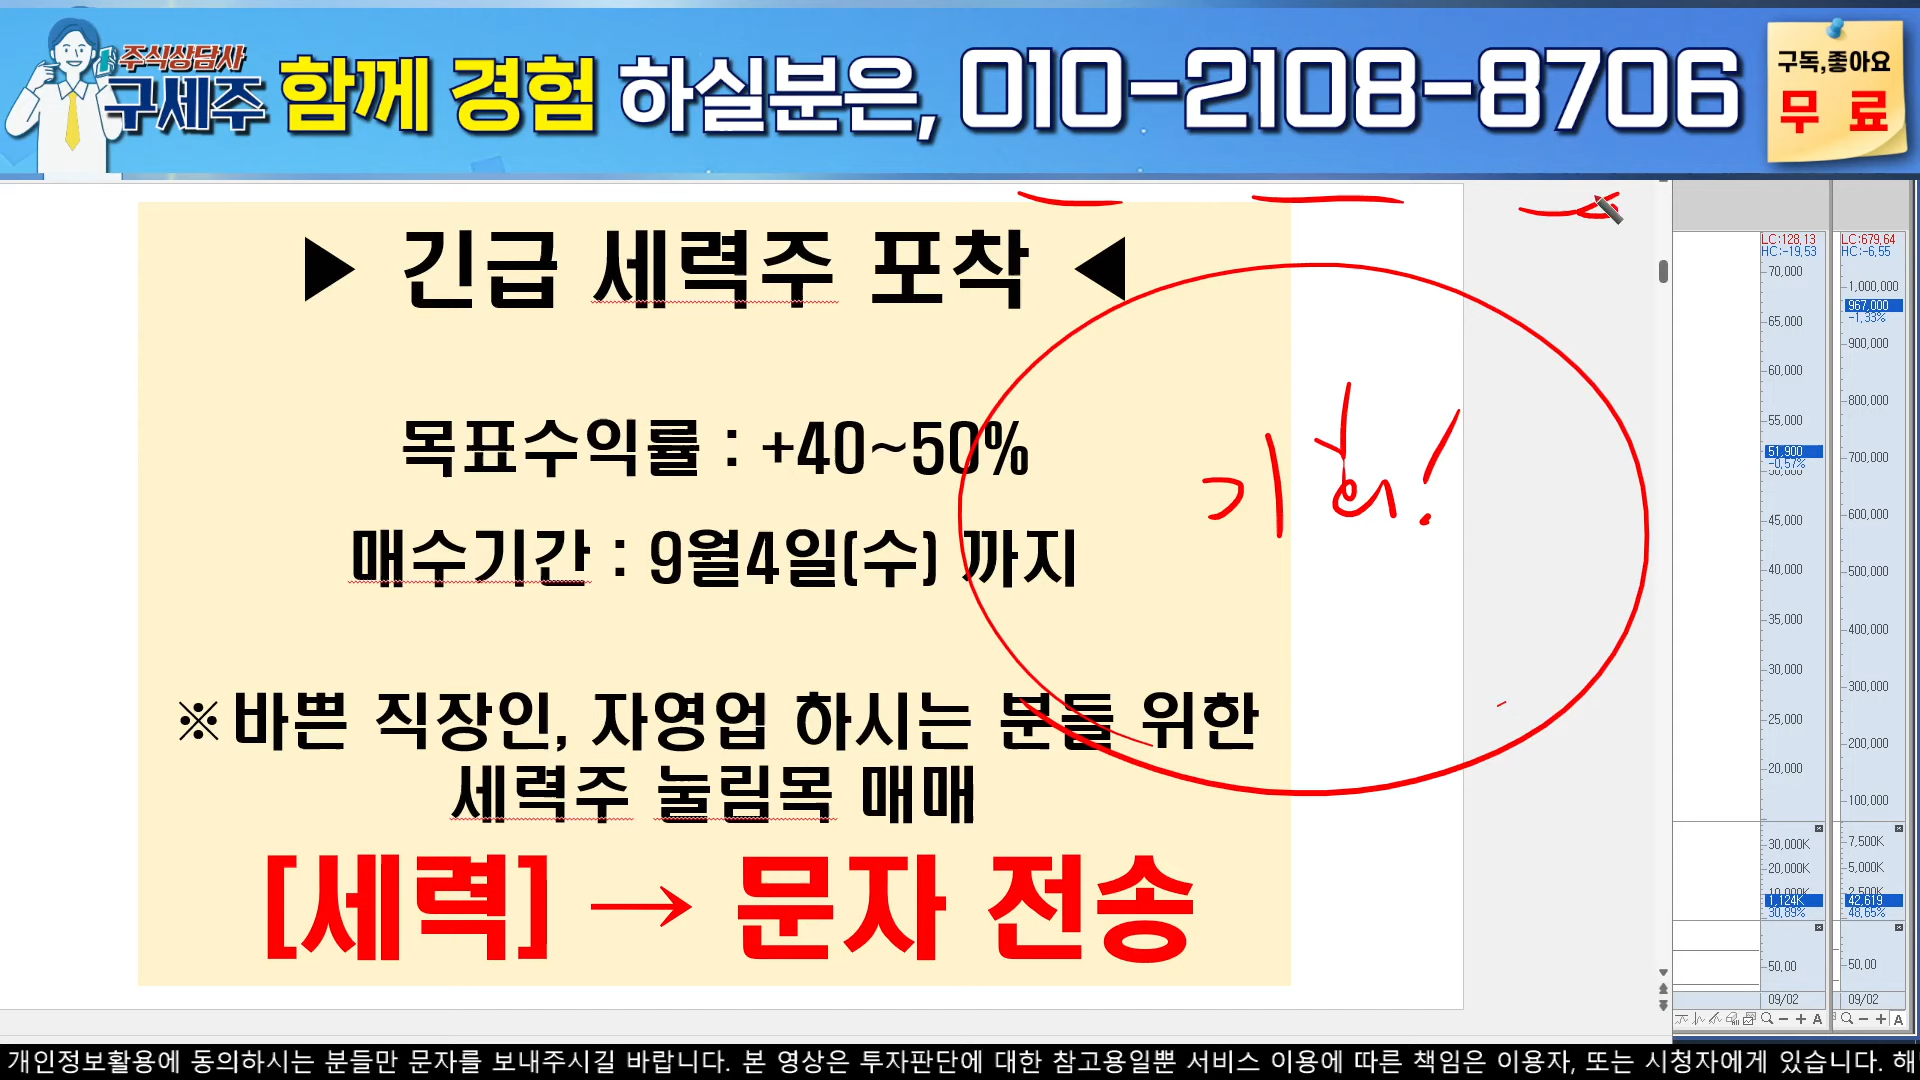 주식상담사
구세주 함께 경험 하실분은, 010-2108-8706
구독,좋아요
무료
▶ 긴급 세력주 포착 ◀
목표수익률 : +40~50%
매수기간 : 9월4일(수) 까지
기회!
※바쁜 직장인, 자영업 하시는 분들 위한
세력주 눌림목 매매
[세력] → 문자 전송
LC:128,13
HC:-19,53
70,000
65,000
60,000
55,000
51,900
-0,57%
50,000
45,000
40,000
35,000
30,000
25,000
20,000
30,000K
20,000K
10,000K
1,124K
30,89%
50,00
09/02
LC:679,64
HC:-6,55
1,000,000
967,000
-1,33%
900,000
800,000
700,000
600,000
500,000
400,000
300,000
200,000
100,000
7,500K
5,000K
2,500K
42,619
48,65%
50,00
09/02
A
A
개인정보활용에 동의하시는 분들만 문자를 보내주시길 바랍니다. 본 영상은 투자판단에 대한 참고용일뿐 서비스 이용에 따른 책임은 이용자, 또는 시청자에게 있습니다. 해